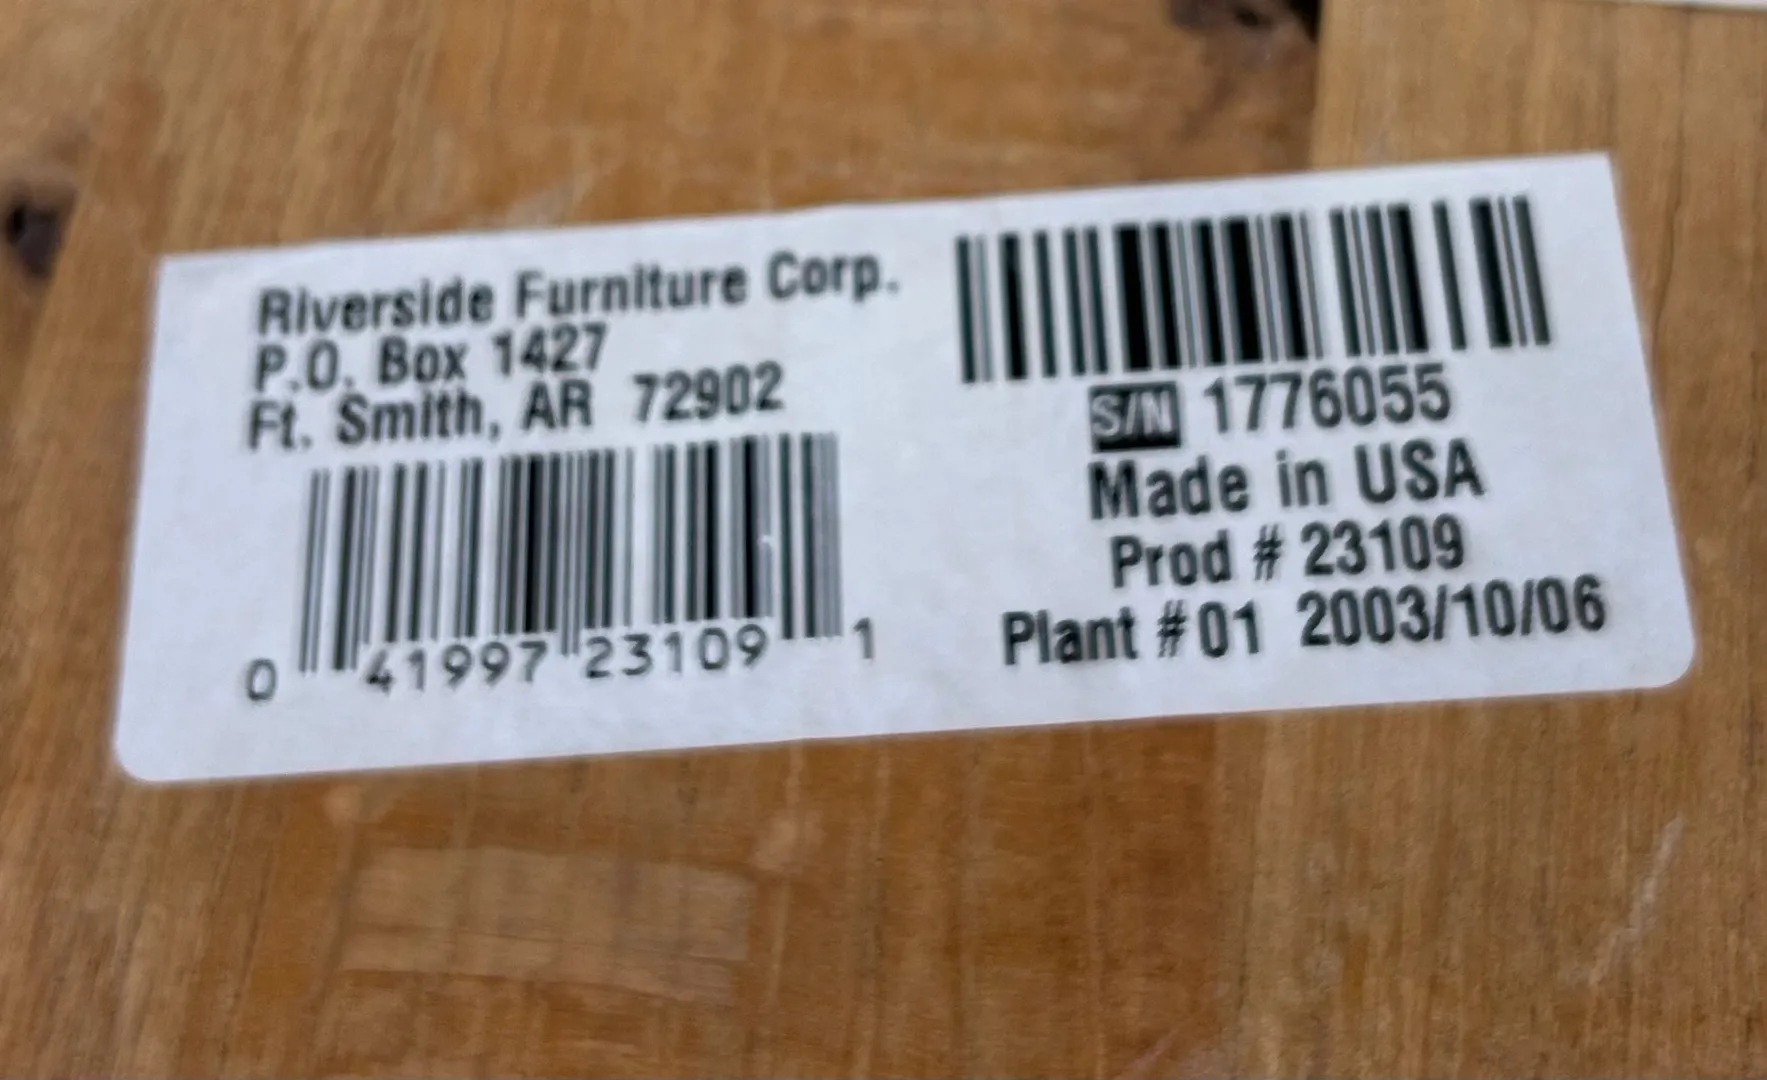 Riverside Furniture Corp.
P.O. Box 1427
Ft. Smith, AR 72902
0 41997 23109 1
S/N 1776055
Made in USA
Prod # 23109
Plant #01 2003/10/06